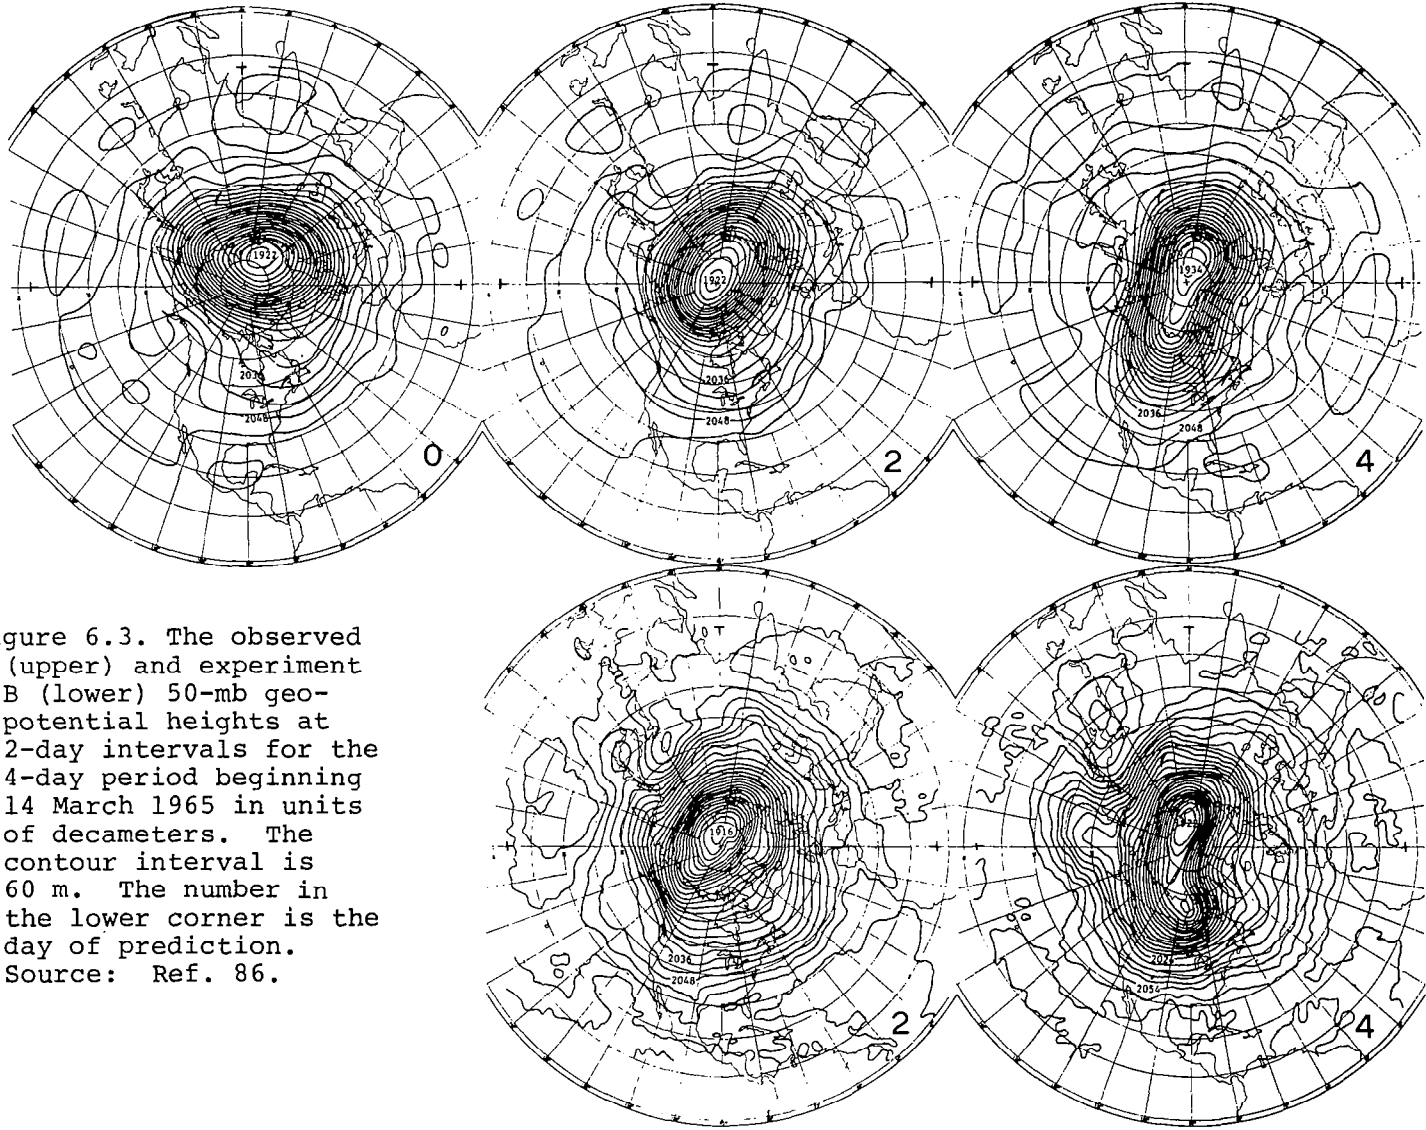 1922
2036
2048
0
1922
2036
2048
2
1934
2036
2048
4
gure 6.3. The observed
(upper) and experiment
B (lower) 50-mb geo-
potential heights at
2-day intervals for the
4-day period beginning
14 March 1965 in units
of decameters. The
contour interval is
60 m. The number in
the lower corner is the
day of prediction.
Source: Ref. 86.
1916
2036
2048
2
2054
4